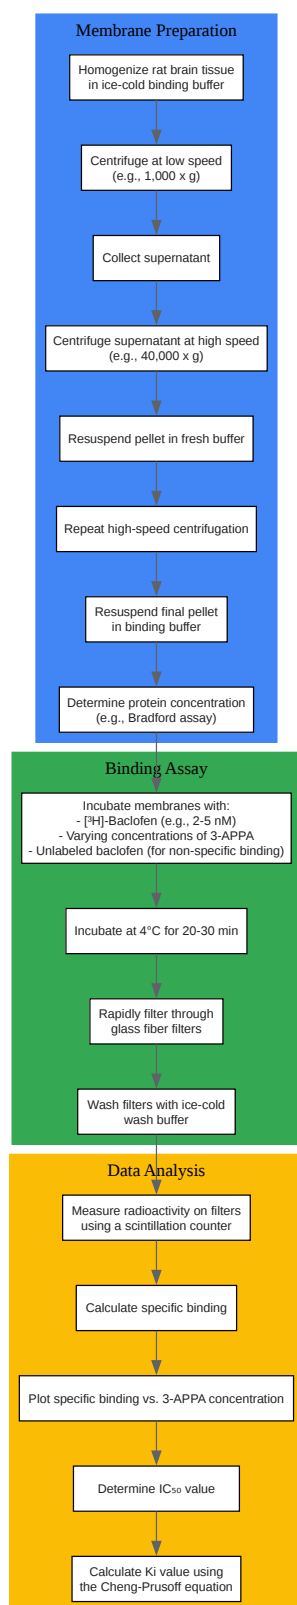 Membrane Preparation
Homogenize rat brain tissue
in ice-cold binding buffer
Centrifuge at low speed
(e.g., 1,000 x g)
Collect supernatant
Centrifuge supernatant at high speed
(e.g., 40,000 x g)
Resuspend pellet in fresh buffer
Repeat high-speed centrifugation
Resuspend final pellet
in binding buffer
Determine protein concentration
(e.g., Bradford assay)
Binding Assay
Incubate membranes with:
- [³H]-Baclofen (e.g., 2-5 nM)
- Varying concentrations of 3-APPA
- Unlabeled baclofen (for non-specific binding)
Incubate at 4°C for 20-30 min
Rapidly filter through
glass fiber filters
Wash filters with ice-cold
wash buffer
Data Analysis
Measure radioactivity on filters
using a scintillation counter
Calculate specific binding
Plot specific binding vs. 3-APPA concentration
Determine IC₅₀ value
Calculate Ki value using
the Cheng-Prusoff equation